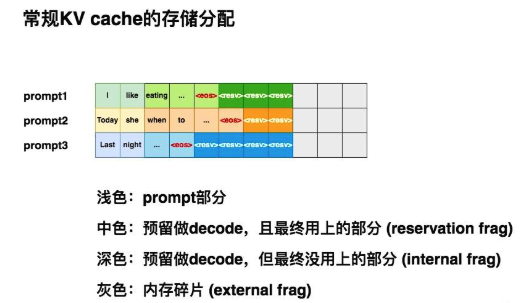 常规KV cache的存储分配
prompt1 I like eating ... <eos> <resv> <resv> <resv>
prompt2 Today she when to ... <eos> <resv> <resv>
prompt3 Last night ... <eos> <resv> <resv> <resv> <resv>
浅色：prompt部分
中色：预留做decode，且最终用上的部分 (reservation frag)
深色：预留做decode，但最终没用上的部分 (internal frag)
灰色：内存碎片 (external frag)